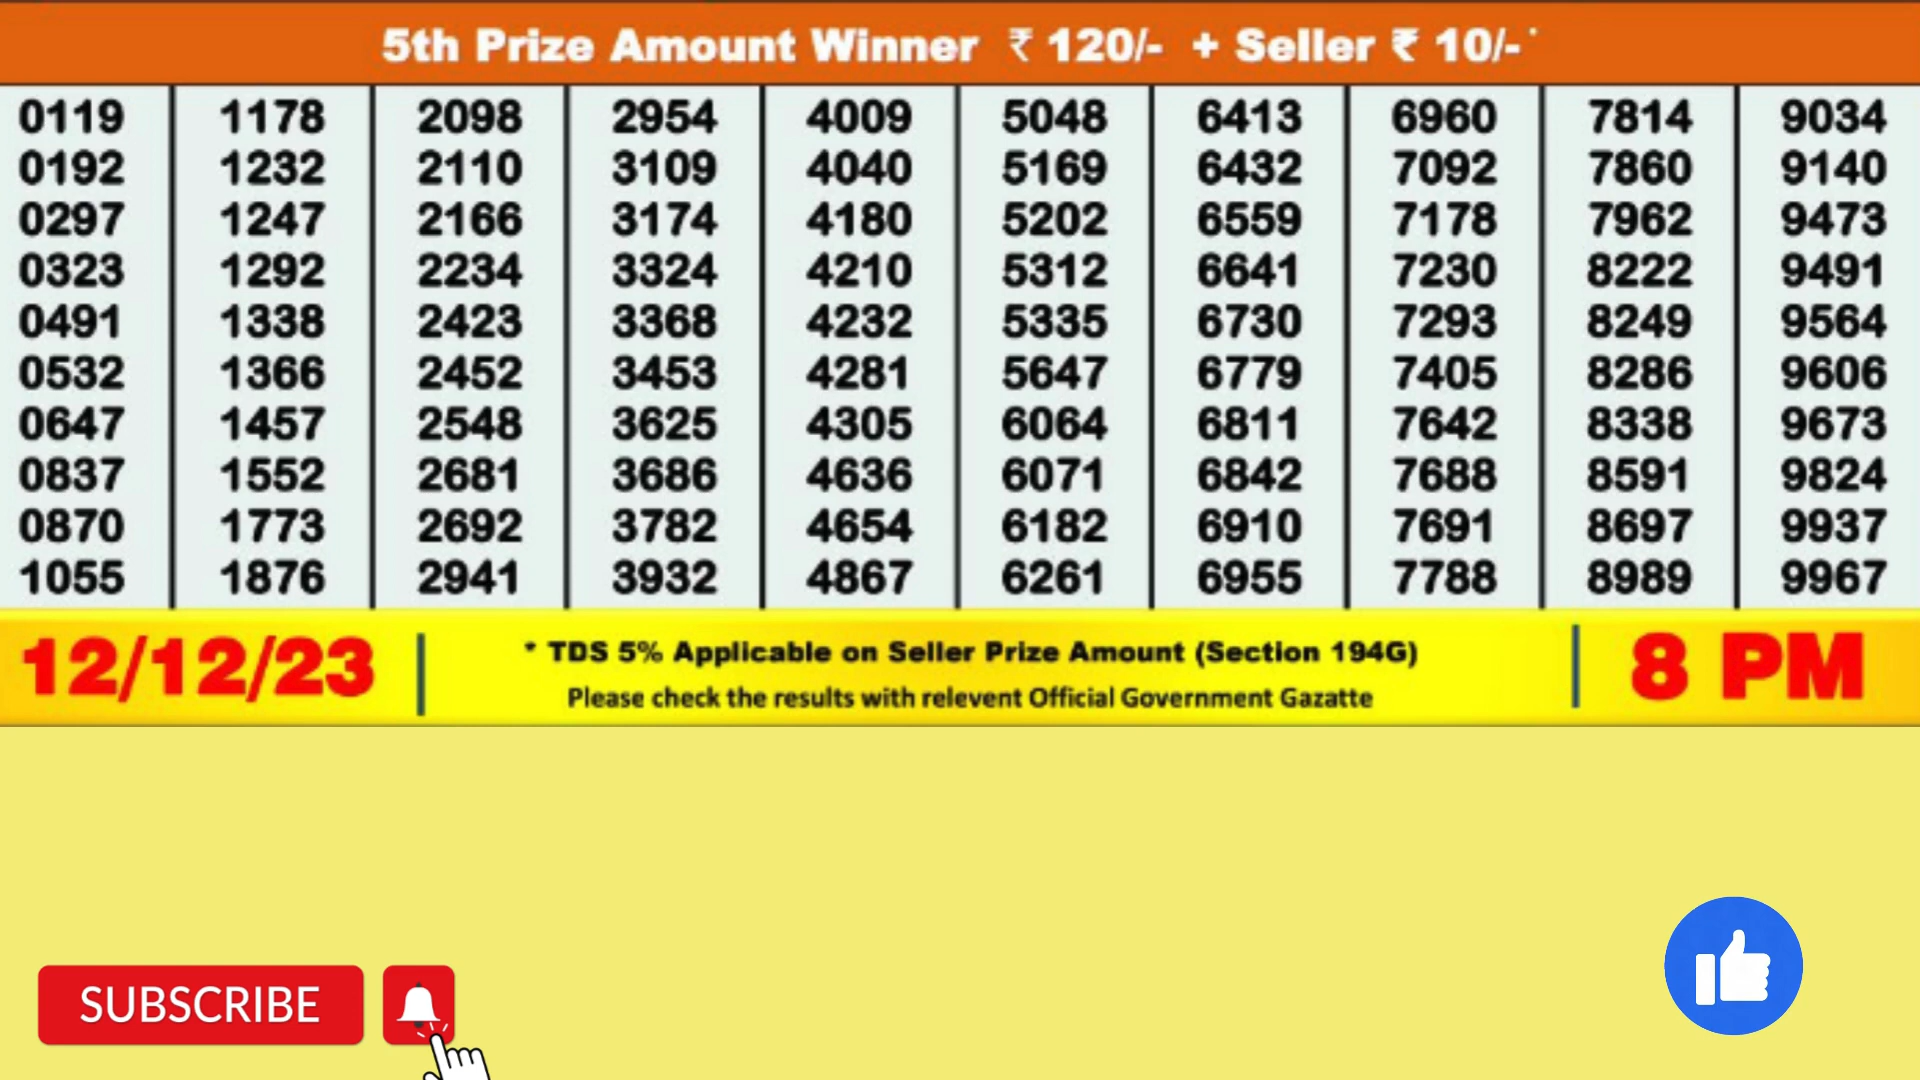 5th Prize Amount Winner ₹ 120/- + Seller ₹ 10/-*
0119 1178 2098 2954 4009 5048 6413 6960 7814 9034
0192 1232 2110 3109 4040 5169 6432 7092 7860 9140
0297 1247 2166 3174 4180 5202 6559 7178 7962 9473
0323 1292 2234 3324 4210 5312 6641 7230 8222 9491
0491 1338 2423 3368 4232 5335 6730 7293 8249 9564
0532 1366 2452 3453 4281 5647 6779 7405 8286 9606
0647 1457 2548 3625 4305 6064 6811 7642 8338 9673
0837 1552 2681 3686 4636 6071 6842 7688 8591 9824
0870 1773 2692 3782 4654 6182 6910 7691 8697 9937
1055 1876 2941 3932 4867 6261 6955 7788 8989 9967
12/12/23
* TDS 5% Applicable on Seller Prize Amount (Section 194G)
Please check the results with relevent Official Government Gazatte
8 PM
SUBSCRIBE